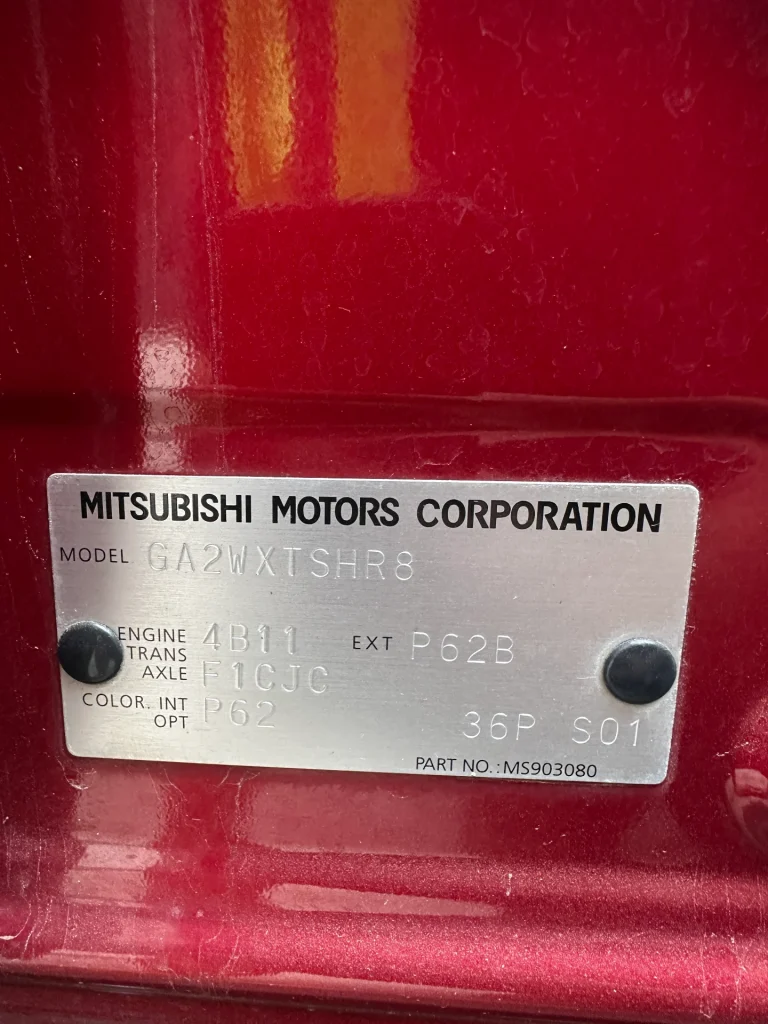 MITSUBISHI MOTORS CORPORATION
MODEL GA2WXTSHR8
ENGINE 4B11 EXT P62B
TRANS AXLE F1CJC
COLOR. INT OPT P62 36P S01
PART NO.:MS903080